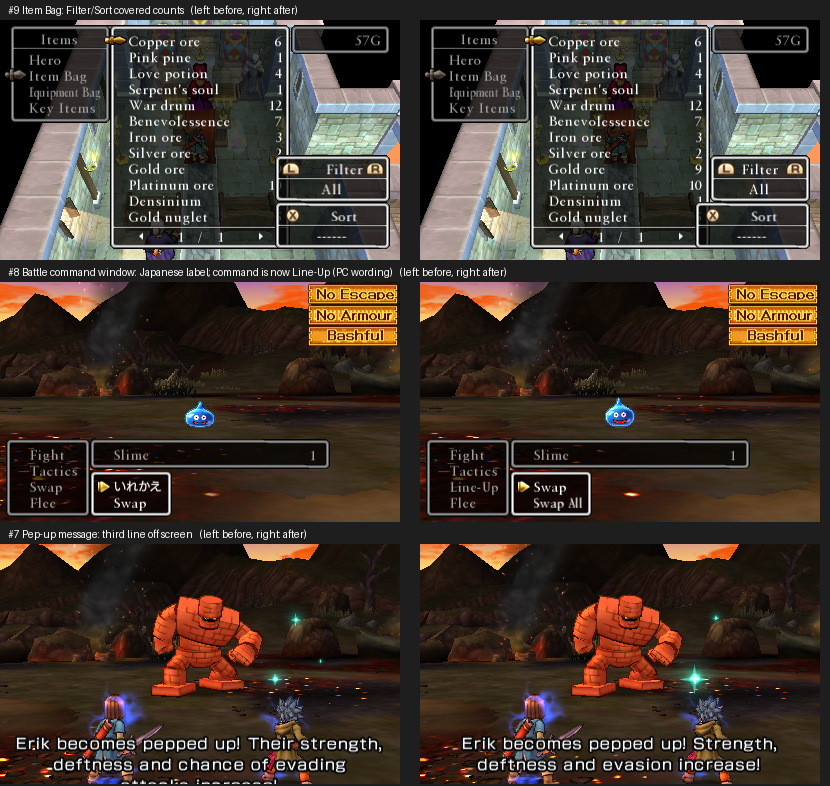 #9 Item Bag: Filter/Sort covered counts (left before, right after)
Items
Hero
Item Bag
Equipment Bag
Key Items
Copper ore 6
Pink pine 1
Love potion 4
Serpent's soul 1
War drum 12
Benevolessence 7
Iron ore 3
Silver ore 2
Gold ore
Platinum ore 1
Densinium
Gold nuglet
1 / 1
57G
L Filter R
All
X Sort
------
Items
Hero
Item Bag
Equipment Bag
Key Items
Copper ore 6
Pink pine 1
Love potion 4
Serpent's soul 1
War drum 12
Benevolessence 7
Iron ore 3
Silver ore 2
Gold ore 9
Platinum ore 10
Densinium 1
Gold nuglet
1 / 1
57G
L Filter R
All
X Sort
------
#8 Battle command window: Japanese label; command is now Line-Up (PC wording) (left before, right after)
No Escape
No Armour
Bashful
Fight
Tactics
Swap
Flee
Slime 1
いれかえ
Swap
No Escape
No Armour
Bashful
Fight
Tactics
Line-Up
Flee
Slime 1
Swap
Swap All
#7 Pep-up message: third line off screen (left before, right after)
Erik becomes pepped up! Their strength,
deftness and chance of evading
attacks increase!
Erik becomes pepped up! Strength,
deftness and evasion increase!